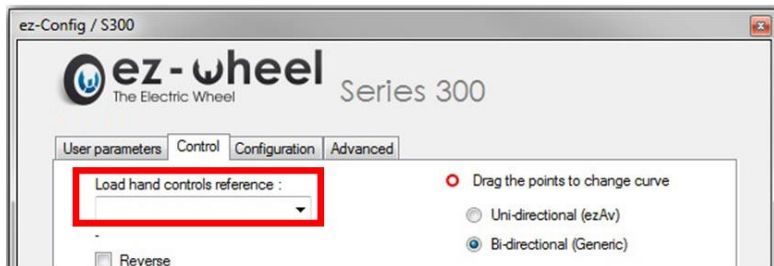 ez-Config / S300
ez-wheel
The Electric Wheel
Series 300
User parameters Control Configuration Advanced
Load hand controls reference :
Drag the points to change curve
Uni-directional (ezAv)
-
Bi-directional (Generic)
Reverse